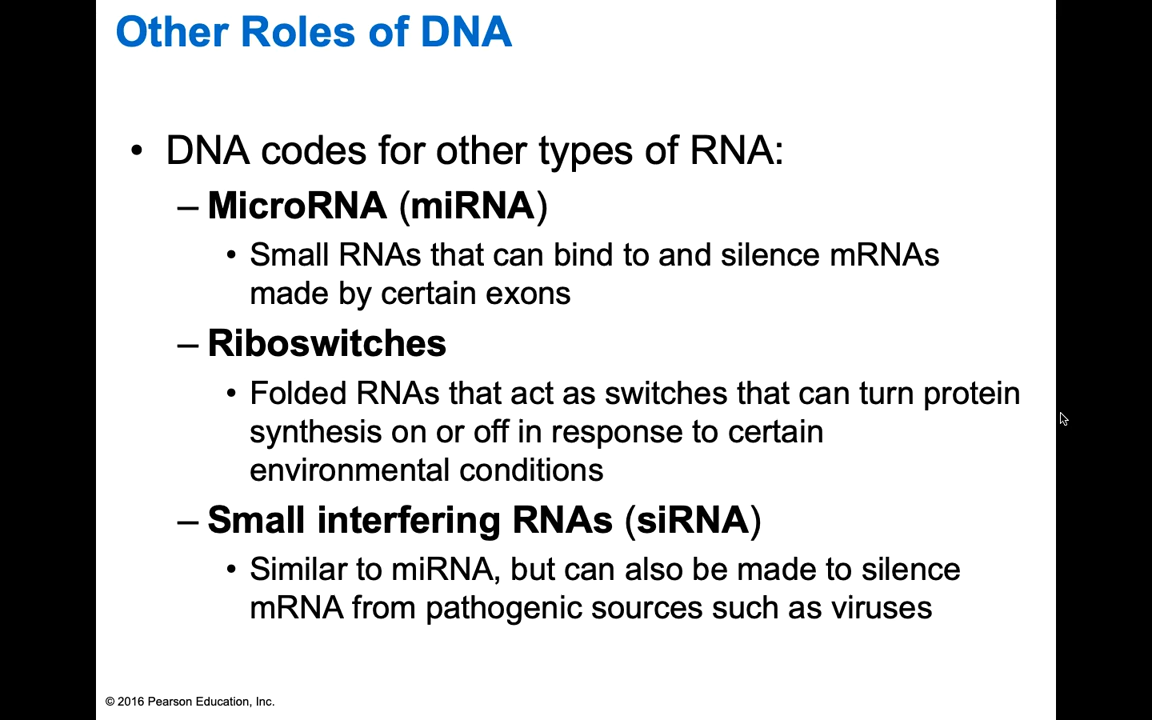 Other Roles of DNA
• DNA codes for other types of RNA:
– MicroRNA (miRNA)
• Small RNAs that can bind to and silence mRNAs
made by certain exons
– Riboswitches
• Folded RNAs that act as switches that can turn protein
synthesis on or off in response to certain
environmental conditions
– Small interfering RNAs (siRNA)
• Similar to miRNA, but can also be made to silence
mRNA from pathogenic sources such as viruses
© 2016 Pearson Education, Inc.